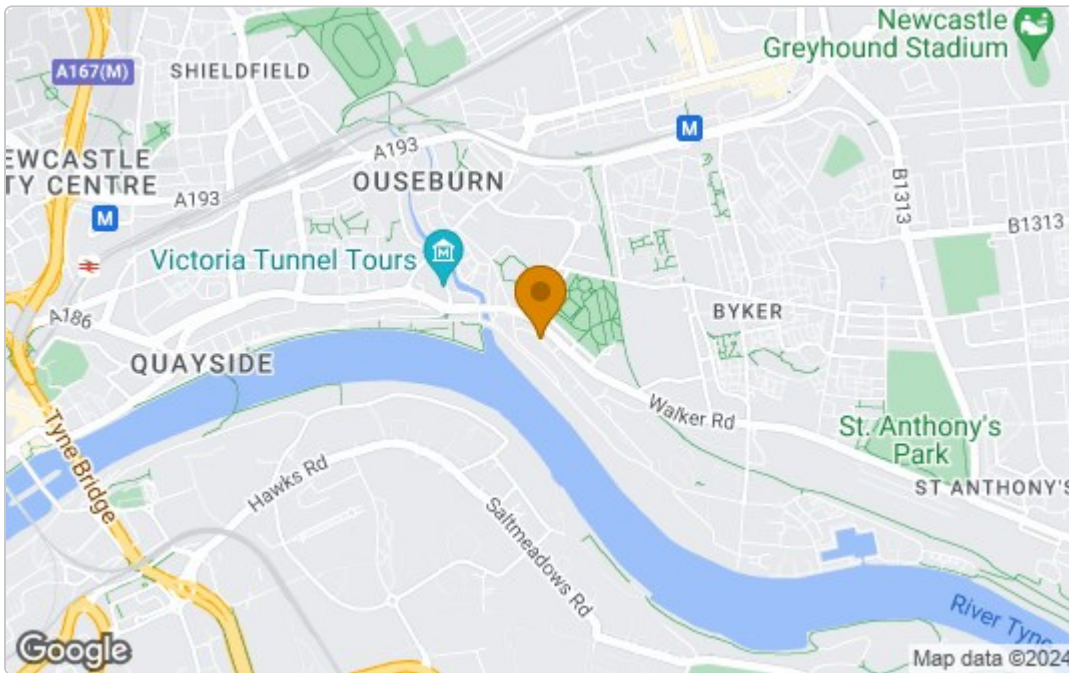 Newcastle
Greyhound Stadium
A167(M)
SHIELDFIELD
M
A193
EWCASTLE
TY CENTRE
OUSEBURN
A193
B1313
M
B1313
Victoria Tunnel Tours
M
A186
BYKER
QUAYSIDE
Walker Rd
St. Anthony's
Park
Tyne Bridge
Hawks Rd
ST ANTHONY'S
Saltmeadows Rd
River Tyne
Google
Map data ©2024